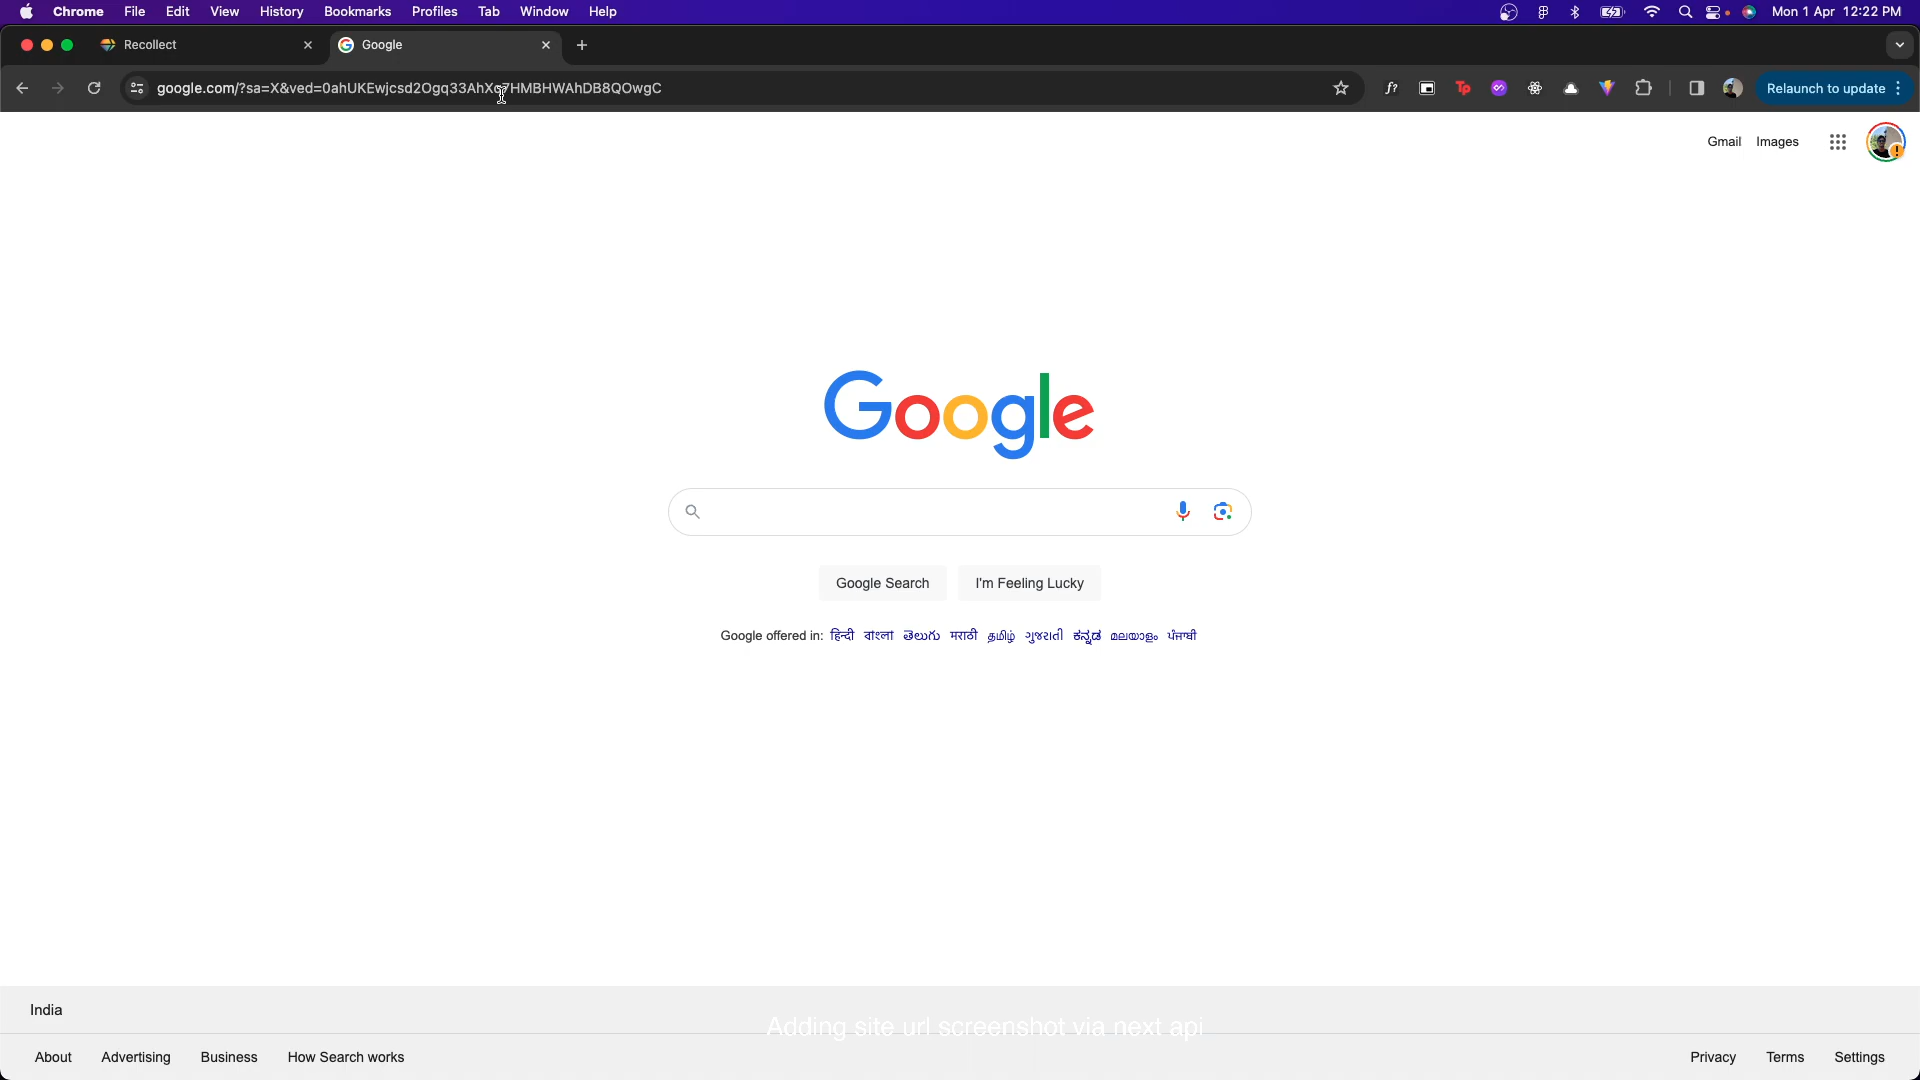 Chrome File Edit View History Bookmarks Profiles Tab Window Help Mon 1 Apr 12:22 PM
Recollect Google
google.com/?sa=X&ved=0ahUKEwjcsd2Ogq33AhXc7HMBHWAhDB8QOwgC f? Tp Relaunch to update
Gmail Images
Google
Google Search I'm Feeling Lucky
Google offered in: हिन्दी বাংলা తెలుగు मराठी தமிழ் ગુજરાતી ಕನ್ನಡ മലയാളം ਪੰਜਾਬੀ
India
Adding site url screenshot via next api
About Advertising Business How Search works Privacy Terms Settings